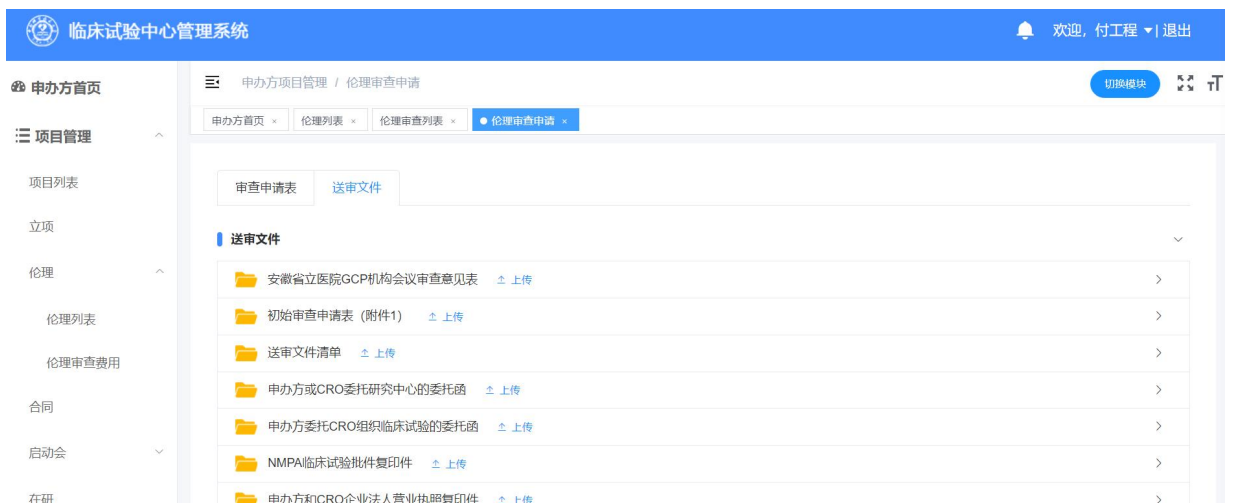 临床试验中心管理系统
欢迎, 付工程 ▾| 退出
申办方首页
申办方项目管理 / 伦理审查申请
切换模块
项目管理
申办方首页 ×
伦理列表 ×
伦理审查列表 ×
● 伦理审查申请 ×
项目列表
立项
伦理
伦理列表
伦理审查费用
合同
启动会
在研
审查申请表
送审文件
送审文件
安徽省立医院GCP机构会议审查意见表 上传
初始审查申请表（附件1） 上传
送审文件清单 上传
申办方或CRO委托研究中心的委托函 上传
申办方委托CRO组织临床试验的委托函 上传
NMPA临床试验批件复印件 上传
申办方和CRO企业法人营业执照复印件 上传